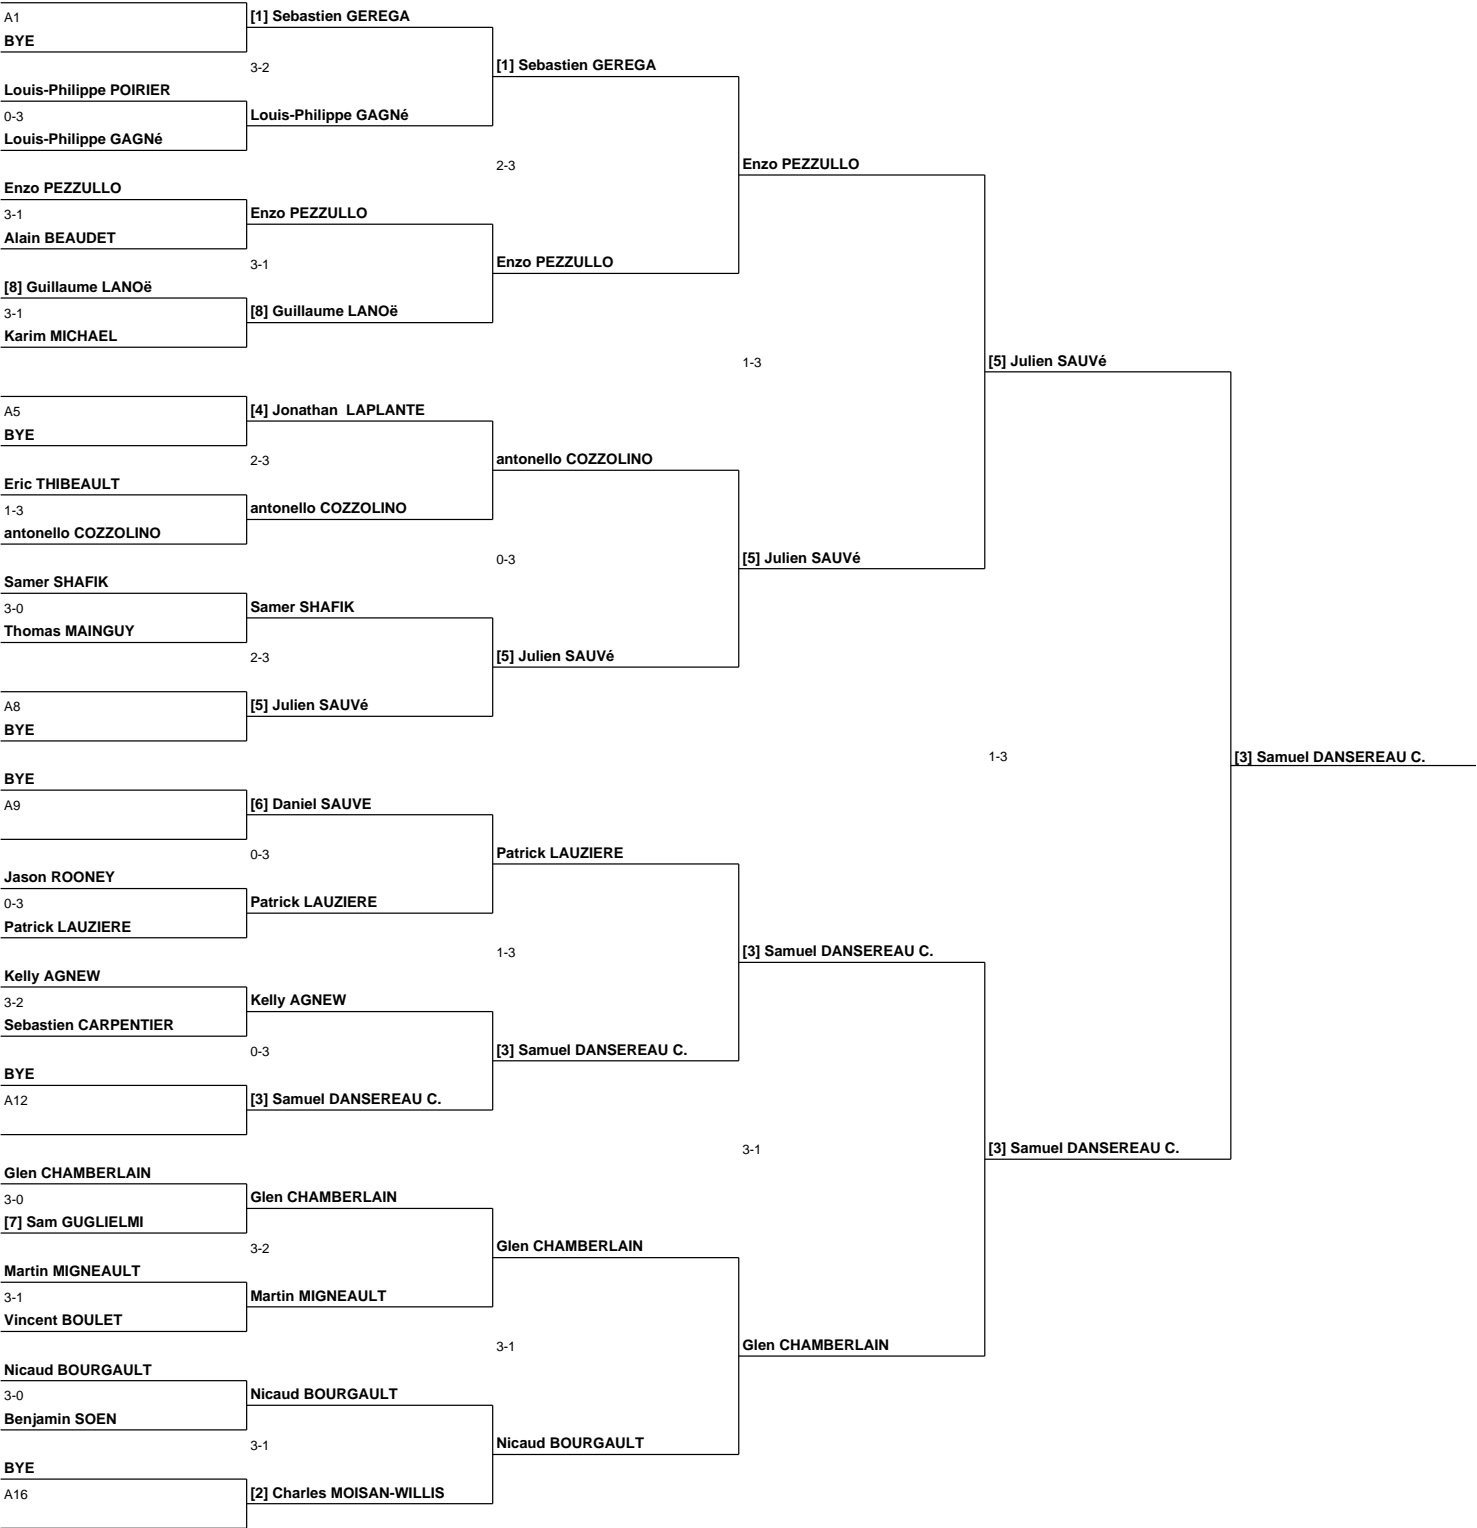 A1
BYE
[1] Sebastien GEREGA
3-2
Louis-Philippe POIRIER
0-3
Louis-Philippe GAGNé
Louis-Philippe GAGNé
[1] Sebastien GEREGA
2-3
Enzo PEZZULLO
3-1
Alain BEAUDET
Enzo PEZZULLO
3-1
[8] Guillaume LANOë
3-1
Karim MICHAEL
[8] Guillaume LANOë
Enzo PEZZULLO
Enzo PEZZULLO
1-3
A5
BYE
[4] Jonathan  LAPLANTE
2-3
Eric THIBEAULT
1-3
antonello COZZOLINO
antonello COZZOLINO
antonello COZZOLINO
0-3
Samer SHAFIK
3-0
Thomas MAINGUY
Samer SHAFIK
2-3
A8
BYE
[5] Julien SAUVé
[5] Julien SAUVé
[5] Julien SAUVé
[5] Julien SAUVé
1-3
[3] Samuel DANSEREAU C.
BYE
A9
[6] Daniel SAUVE
0-3
Jason ROONEY
0-3
Patrick LAUZIERE
Patrick LAUZIERE
Patrick LAUZIERE
1-3
Kelly AGNEW
3-2
Sebastien CARPENTIER
Kelly AGNEW
0-3
BYE
A12
[3] Samuel DANSEREAU C.
[3] Samuel DANSEREAU C.
[3] Samuel DANSEREAU C.
3-1
[3] Samuel DANSEREAU C.
Glen CHAMBERLAIN
3-0
[7] Sam GUGLIELMI
Glen CHAMBERLAIN
3-2
Martin MIGNEAULT
3-1
Vincent BOULET
Martin MIGNEAULT
Glen CHAMBERLAIN
3-1
Glen CHAMBERLAIN
Nicaud BOURGAULT
3-0
Benjamin SOEN
Nicaud BOURGAULT
3-1
BYE
A16
[2] Charles MOISAN-WILLIS
Nicaud BOURGAULT